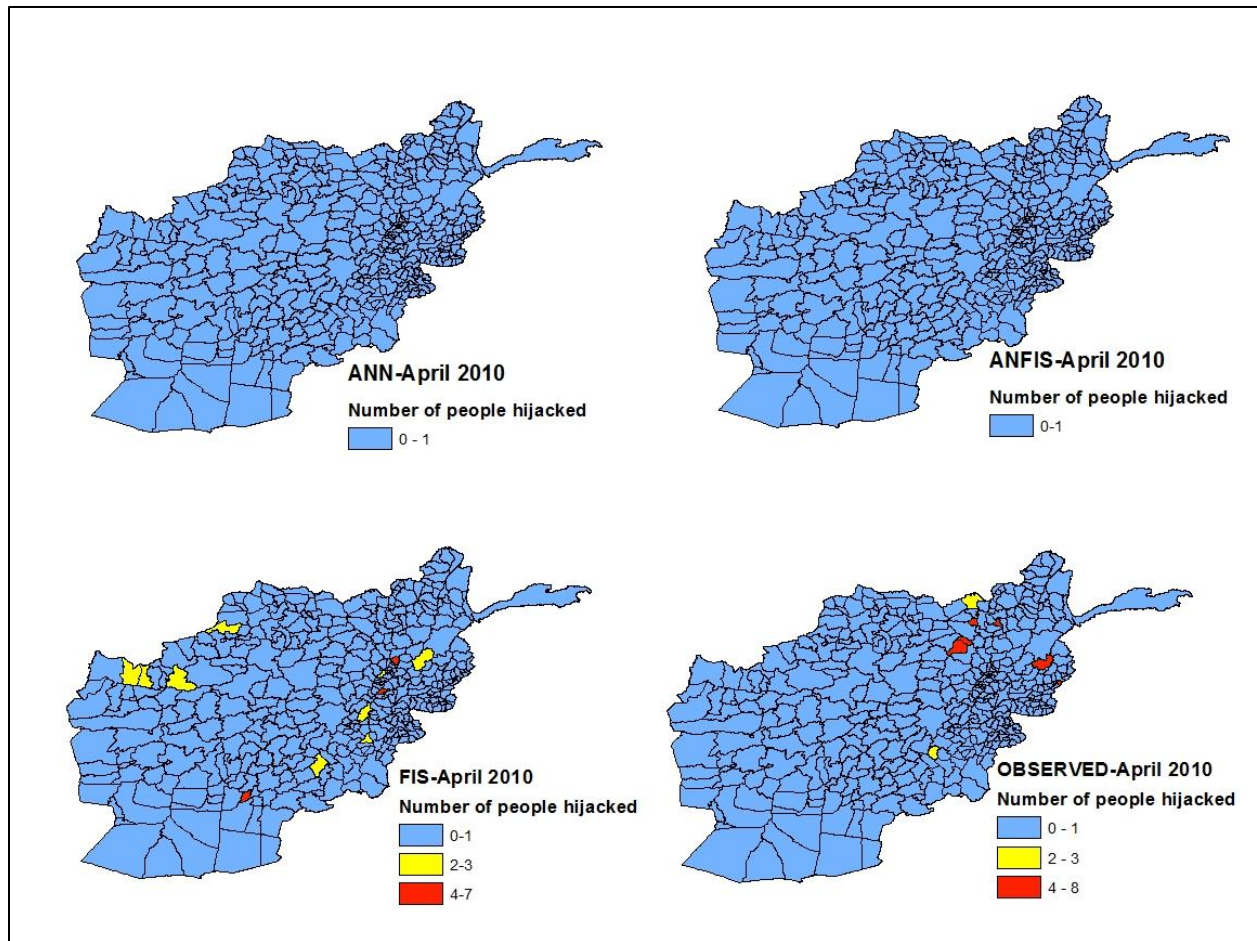 ANN-April 2010
Number of people hijacked
0 - 1
ANFIS-April 2010
Number of people hijacked
0-1
FIS-April 2010
Number of people hijacked
0-1
2-3
4-7
OBSERVED-April 2010
Number of people hijacked
0 - 1
2 - 3
4 - 8